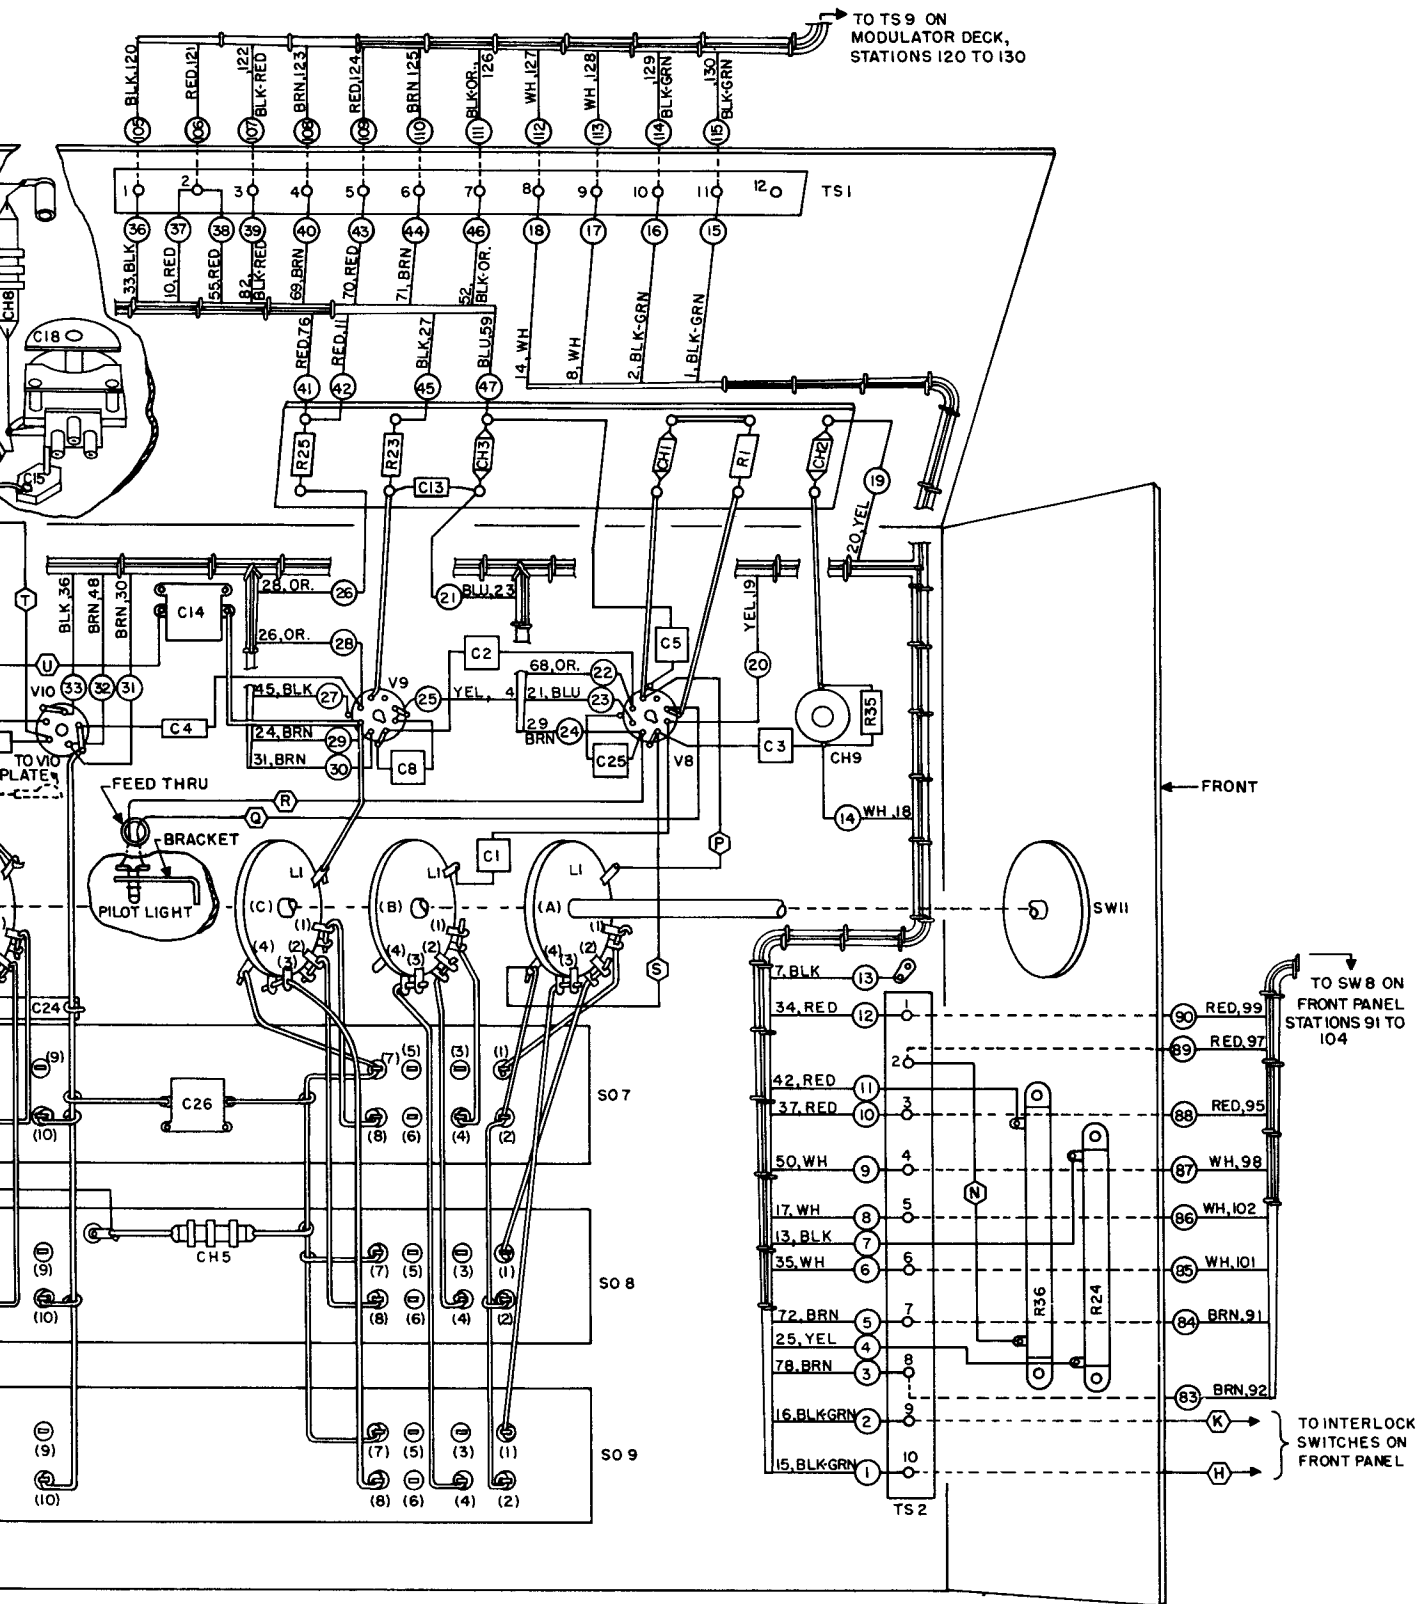 TO TS 9 ON
MODULATOR DECK,
STATIONS 120 TO 130
BLK,120
RED,121
,122
BLK-RED
BRN,123
RED,124
BRN 125
BLK-OR.,
126
WH,127
WH,128
,129
BLK-GRN
,130
BLK-GRN
105
106
107
108
109
110
111
112
113
114
115
1
2
3
4
5
6
7
8
9
10
11
12
TS1
36
37
38
39
40
43
44
46
18
17
16
15
33,BLK
10,RED
55,RED
82,
BLK-RED
69,BRN
70,RED
71,BRN
52,
BLK-OR.
CH8
C18
C15
RED,76
RED,11
BLK,27
BLU,59
14,WH
8,WH
2,BLK-GRN
1,BLK-GRN
41
42
45
47
R25
R23
CH3
C13
CH1
R1
CH2
19
20,YEL
T
BLK,36
BRN,48
BRN,30
C14
28,OR.
26
26,OR.
28
21
BLU,23
YEL,19
20
U
V10
33
32
31
C2
C5
68,OR.
22
45,BLK
27
V9
25
YEL, 4
21,BLU
23
24,BRN
29
29
BRN
24
31,BRN
30
C4
C8
C25
V8
C3
CH9
R35
TO V10
PLATE
FEED THRU
R
Q
BRACKET
PILOT LIGHT
14
WH,18
FRONT
P
C1
L1
L1
L1
(C)
(B)
(A)
(1)
(2)
(3)
(4)
(1)
(2)
(3)
(4)
(1)
(2)
(3)
(4)
S
SW11
C24
7,BLK
13
34,RED
12
1
2
42,RED
11
37,RED
10
3
50,WH
9
4
17,WH
8
5
13,BLK
7
35,WH
6
6
72,BRN
5
7
25,YEL
4
78,BRN
3
8
16,BLK-GRN
2
9
15,BLK-GRN
1
10
TS2
N
R36
R24
TO SW8 ON
FRONT PANEL
STATIONS 91 TO
104
90
RED,99
89
RED,97
88
RED,95
87
WH,98
86
WH,102
85
WH,101
84
BRN,91
83
BRN,92
K
H
TO INTERLOCK
SWITCHES ON
FRONT PANEL
(9)
(7)
(5)
(3)
(1)
SO7
C26
(10)
(8)
(6)
(4)
(2)
CH5
(9)
(7)
(5)
(3)
(1)
SO8
(10)
(8)
(6)
(4)
(2)
(9)
(7)
(5)
(3)
(1)
SO9
(10)
(8)
(6)
(4)
(2)